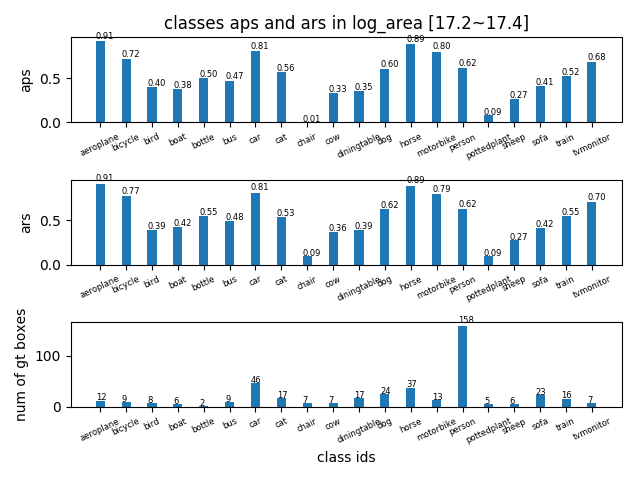 classes aps and ars in log_area [17.2~17.4]
aps
0.5
0.0
0.91 0.72 0.40 0.38 0.50 0.47 0.81 0.56 0.01 0.33 0.35 0.60 0.89 0.80 0.62 0.09 0.27 0.41 0.52 0.68
aeroplane bicycle bird boat bottle bus car cat chair cow diningtable dog horse motorbike person pottedplant sheep sofa train tvmonitor
ars
0.5
0.0
0.91 0.77 0.39 0.42 0.55 0.48 0.81 0.53 0.09 0.36 0.39 0.62 0.89 0.79 0.62 0.09 0.27 0.42 0.55 0.70
aeroplane bicycle bird boat bottle bus car cat chair cow diningtable dog horse motorbike person pottedplant sheep sofa train tvmonitor
num of gt boxes
100
0
12 9 8 6 2 9 46 17 7 7 17 24 37 13 158 5 6 23 16 7
aeroplane bicycle bird boat bottle bus car cat chair cow diningtable dog horse motorbike person pottedplant sheep sofa train tvmonitor
class ids